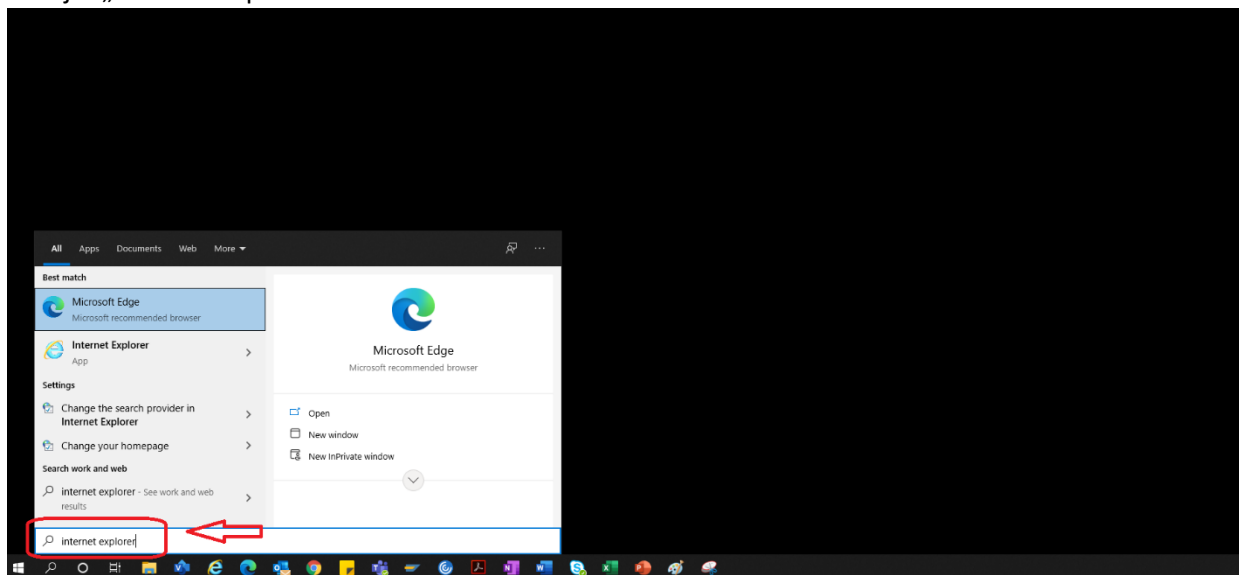 All Apps Documents Web More
Best match
Microsoft Edge
Microsoft recommended browser
Internet Explorer
App
Settings
Change the search provider in
Internet Explorer
Change your homepage
Search work and web
internet explorer - See work and web
results
internet explorer
Microsoft Edge
Microsoft recommended browser
Open
New window
New InPrivate window